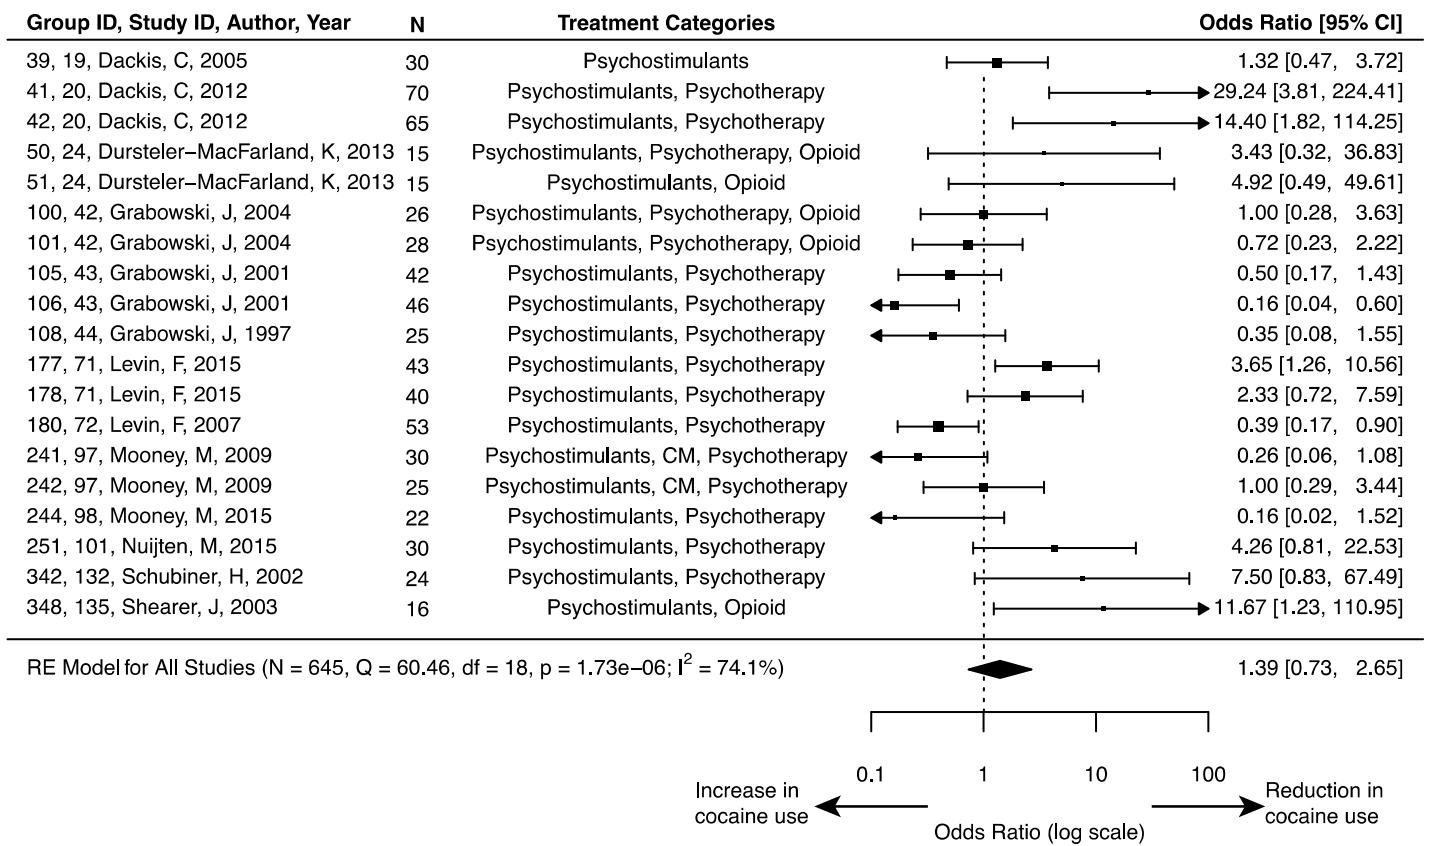 Group ID, Study ID, Author, Year N Treatment Categories Odds Ratio [95% CI]
39, 19, Dackis, C, 2005 30 Psychostimulants 1.32 [0.47, 3.72]
41, 20, Dackis, C, 2012 70 Psychostimulants, Psychotherapy 29.24 [3.81, 224.41]
42, 20, Dackis, C, 2012 65 Psychostimulants, Psychotherapy 14.40 [1.82, 114.25]
50, 24, Dursteler−MacFarland, K, 2013 15 Psychostimulants, Psychotherapy, Opioid 3.43 [0.32, 36.83]
51, 24, Dursteler−MacFarland, K, 2013 15 Psychostimulants, Opioid 4.92 [0.49, 49.61]
100, 42, Grabowski, J, 2004 26 Psychostimulants, Psychotherapy, Opioid 1.00 [0.28, 3.63]
101, 42, Grabowski, J, 2004 28 Psychostimulants, Psychotherapy, Opioid 0.72 [0.23, 2.22]
105, 43, Grabowski, J, 2001 42 Psychostimulants, Psychotherapy 0.50 [0.17, 1.43]
106, 43, Grabowski, J, 2001 46 Psychostimulants, Psychotherapy 0.16 [0.04, 0.60]
108, 44, Grabowski, J, 1997 25 Psychostimulants, Psychotherapy 0.35 [0.08, 1.55]
177, 71, Levin, F, 2015 43 Psychostimulants, Psychotherapy 3.65 [1.26, 10.56]
178, 71, Levin, F, 2015 40 Psychostimulants, Psychotherapy 2.33 [0.72, 7.59]
180, 72, Levin, F, 2007 53 Psychostimulants, Psychotherapy 0.39 [0.17, 0.90]
241, 97, Mooney, M, 2009 30 Psychostimulants, CM, Psychotherapy 0.26 [0.06, 1.08]
242, 97, Mooney, M, 2009 25 Psychostimulants, CM, Psychotherapy 1.00 [0.29, 3.44]
244, 98, Mooney, M, 2015 22 Psychostimulants, Psychotherapy 0.16 [0.02, 1.52]
251, 101, Nuijten, M, 2015 30 Psychostimulants, Psychotherapy 4.26 [0.81, 22.53]
342, 132, Schubiner, H, 2002 24 Psychostimulants, Psychotherapy 7.50 [0.83, 67.49]
348, 135, Shearer, J, 2003 16 Psychostimulants, Opioid 11.67 [1.23, 110.95]
RE Model for All Studies (N = 645, Q = 60.46, df = 18, p = 1.73e−06; I² = 74.1%) 1.39 [0.73, 2.65]
0.1 1 10 100
Increase in Reduction in
cocaine use cocaine use
Odds Ratio (log scale)